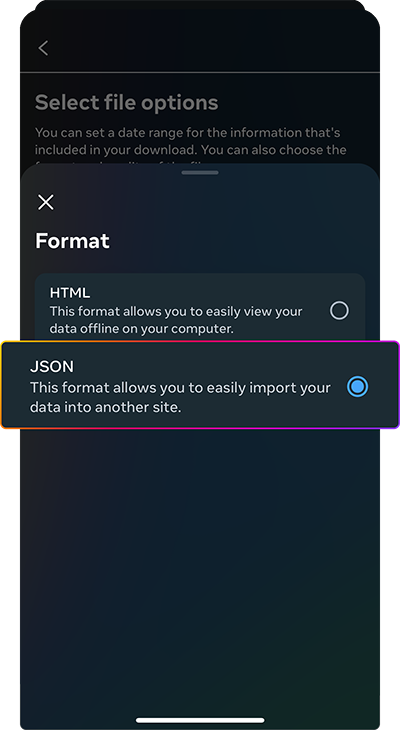 Select file options
You can set a date range for the information that's
included in your download. You can also choose the
Format
HTML
This format allows you to easily view your
data offline on your computer.
JSON
This format allows you to easily import your
data into another site.